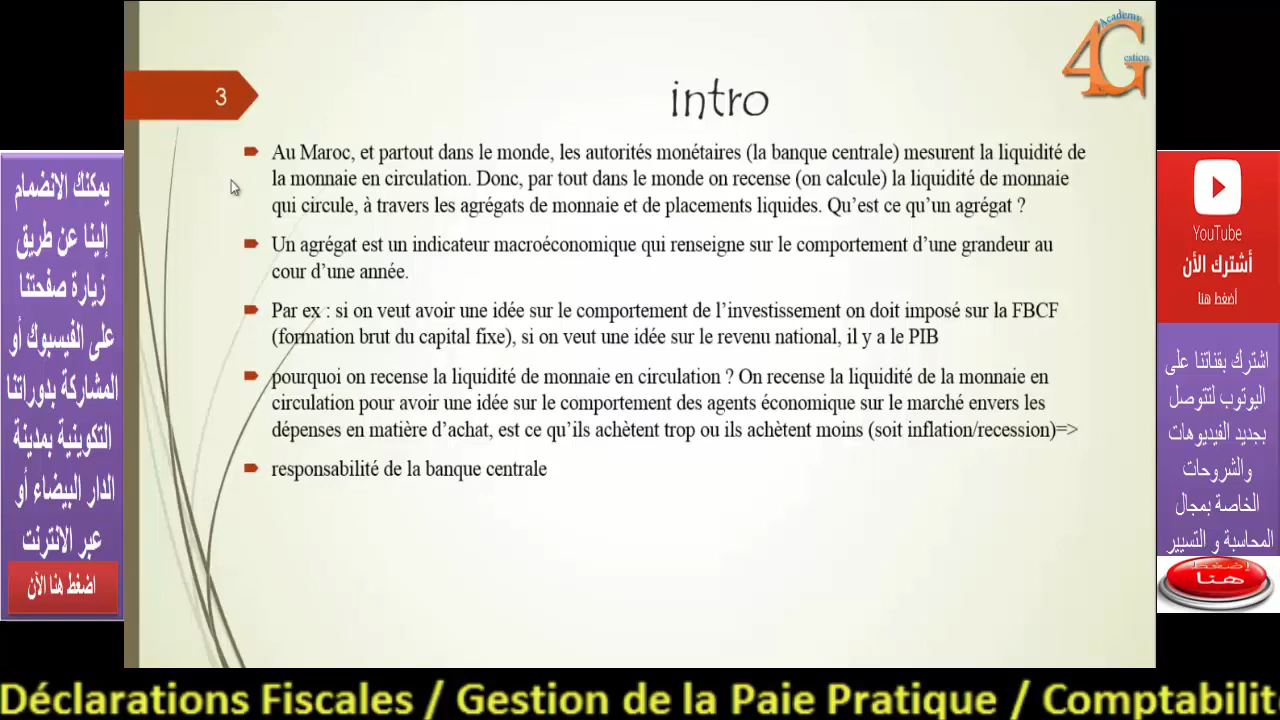 3
Academy
4G
estion
intro
Au Maroc, et partout dans le monde, les autorités monétaires (la banque centrale) mesurent la liquidité de
la monnaie en circulation. Donc, par tout dans le monde on recense (on calcule) la liquidité de monnaie
qui circule, à travers les agrégats de monnaie et de placements liquides. Qu’est ce qu’un agrégat ?
Un agrégat est un indicateur macroéconomique qui renseigne sur le comportement d’une grandeur au
cour d’une année.
Par ex : si on veut avoir une idée sur le comportement de l’investissement on doit imposé sur la FBCF
(formation brut du capital fixe), si on veut une idée sur le revenu national, il y a le PIB
pourquoi on recense la liquidité de monnaie en circulation ? On recense la liquidité de la monnaie en
circulation pour avoir une idée sur le comportement des agents économique sur le marché envers les
dépenses en matière d’achat, est ce qu’ils achètent trop ou ils achètent moins (soit inflation/recession)=>
responsabilité de la banque centrale
يمكنك الانضمام
إلينا عن طريق
زيارة صفحتنا
على الفيسبوك أو
المشاركة بدوراتنا
التكوينية بمدينة
الدار البيضاء أو
عبر الانترنت
اضغط هنا الآن
YouTube
أشترك الأن
أضغط هنا
اشترك بقناتنا على
اليوتوب لتتوصل
بجديد الفيديوهات
والشروحات
الخاصة بمجال
المحاسبة و التسيير
إضغط
هنا
Déclarations Fiscales / Gestion de la Paie Pratique / Comptabilit